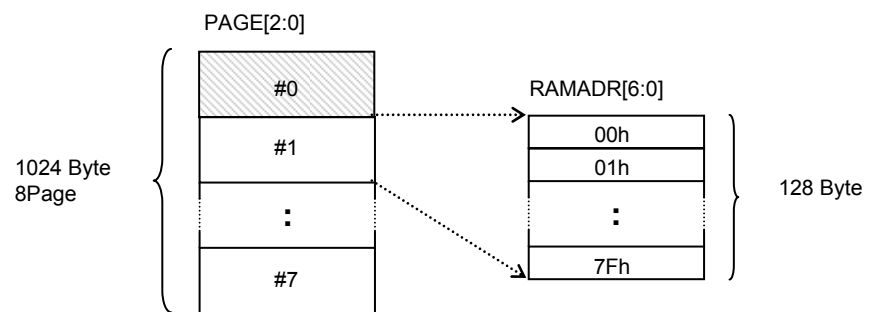 PAGE[2:0]
#0
#1
:
#7
1024 Byte
8Page
RAMADR[6:0]
00h
01h
:
7Fh
128 Byte